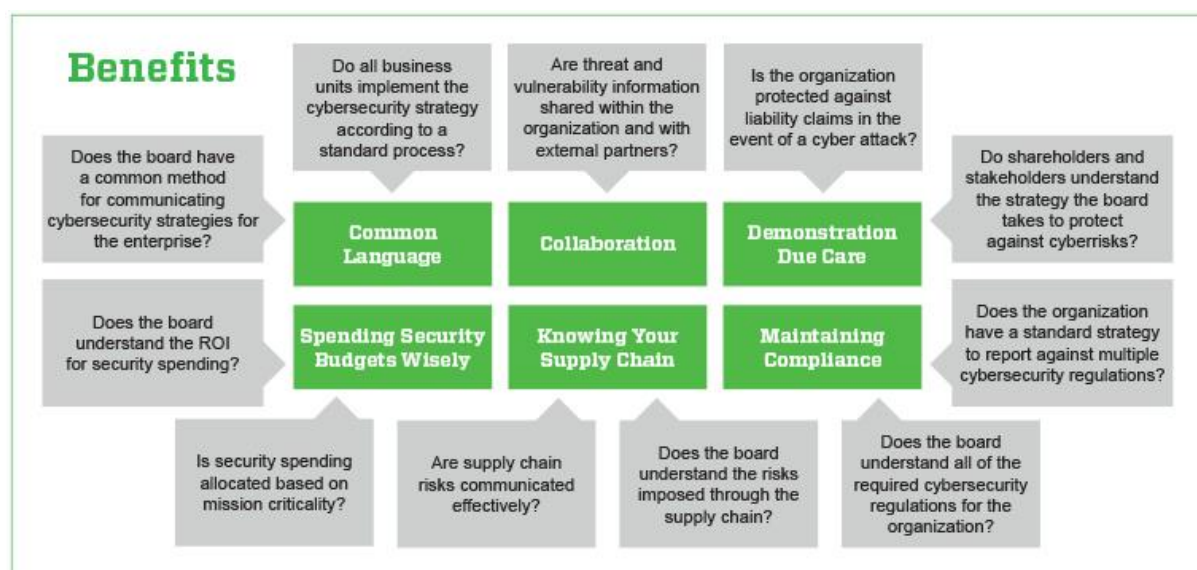 Benefits
Do all business
units implement the
cybersecurity strategy
according to a
standard process?
Are threat and
vulnerability information
shared within the
organization and with
external partners?
Is the organization
protected against
liability claims in the
event of a cyber attack?
Does the board have
a common method
for communicating
cybersecurity strategies for
the enterprise?
Do shareholders and
stakeholders understand
the strategy the board
takes to protect
against cyberrisks?
Common
Language
Collaboration
Demonstration
Due Care
Does the board
understand the ROI
for security spending?
Spending Security
Budgets Wisely
Knowing Your
Supply Chain
Maintaining
Compliance
Does the organization
have a standard strategy
to report against multiple
cybersecurity regulations?
Is security spending
allocated based on
mission criticality?
Are supply chain
risks communicated
effectively?
Does the board
understand the risks
imposed through the
supply chain?
Does the board
understand all of the
required cybersecurity
regulations for the
organization?